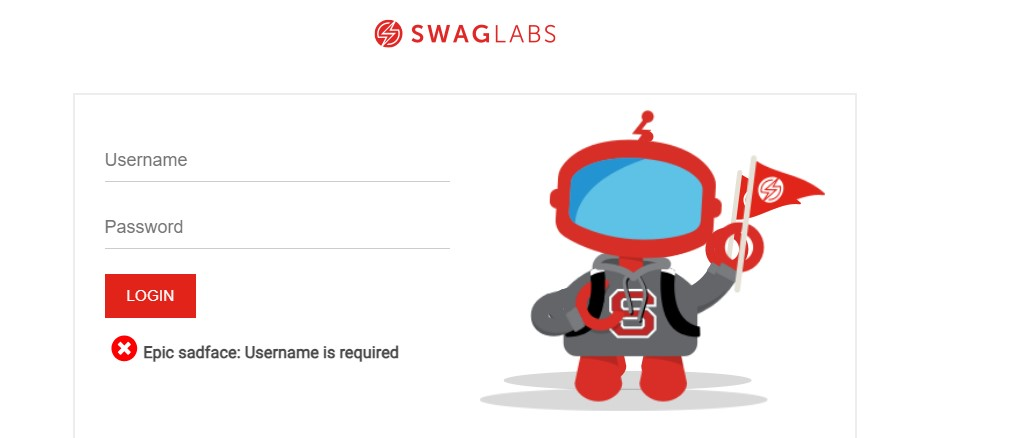 SWAGLABS
Username
Password
LOGIN
Epic sadface: Username is required
S